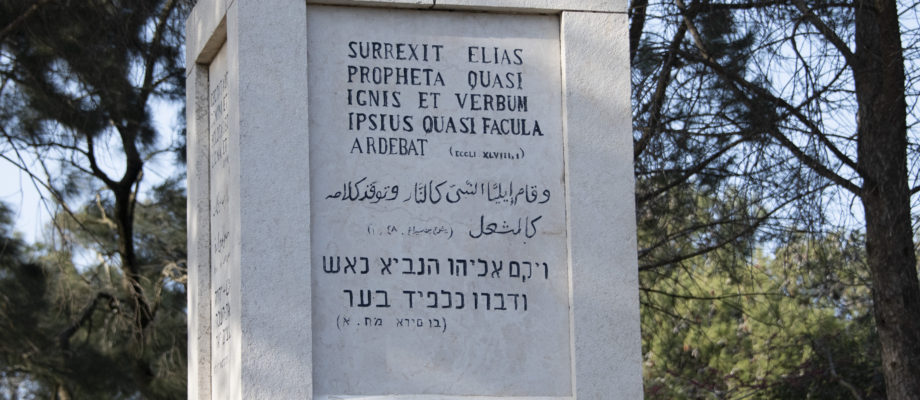 SURREXIT ELIAS
PROPHETA QUASI
IGNIS ET VERBUM
IPSIUS QUASI FACULA
ARDEBAT (ECCLI XLVIII, 1)
وقام إيليا النبي كالنار وتوقد كلامه
كالمشعل
ויקם אליהו הנביא כאש
ודברו כלפיד בער
(בן סירא מח. א)